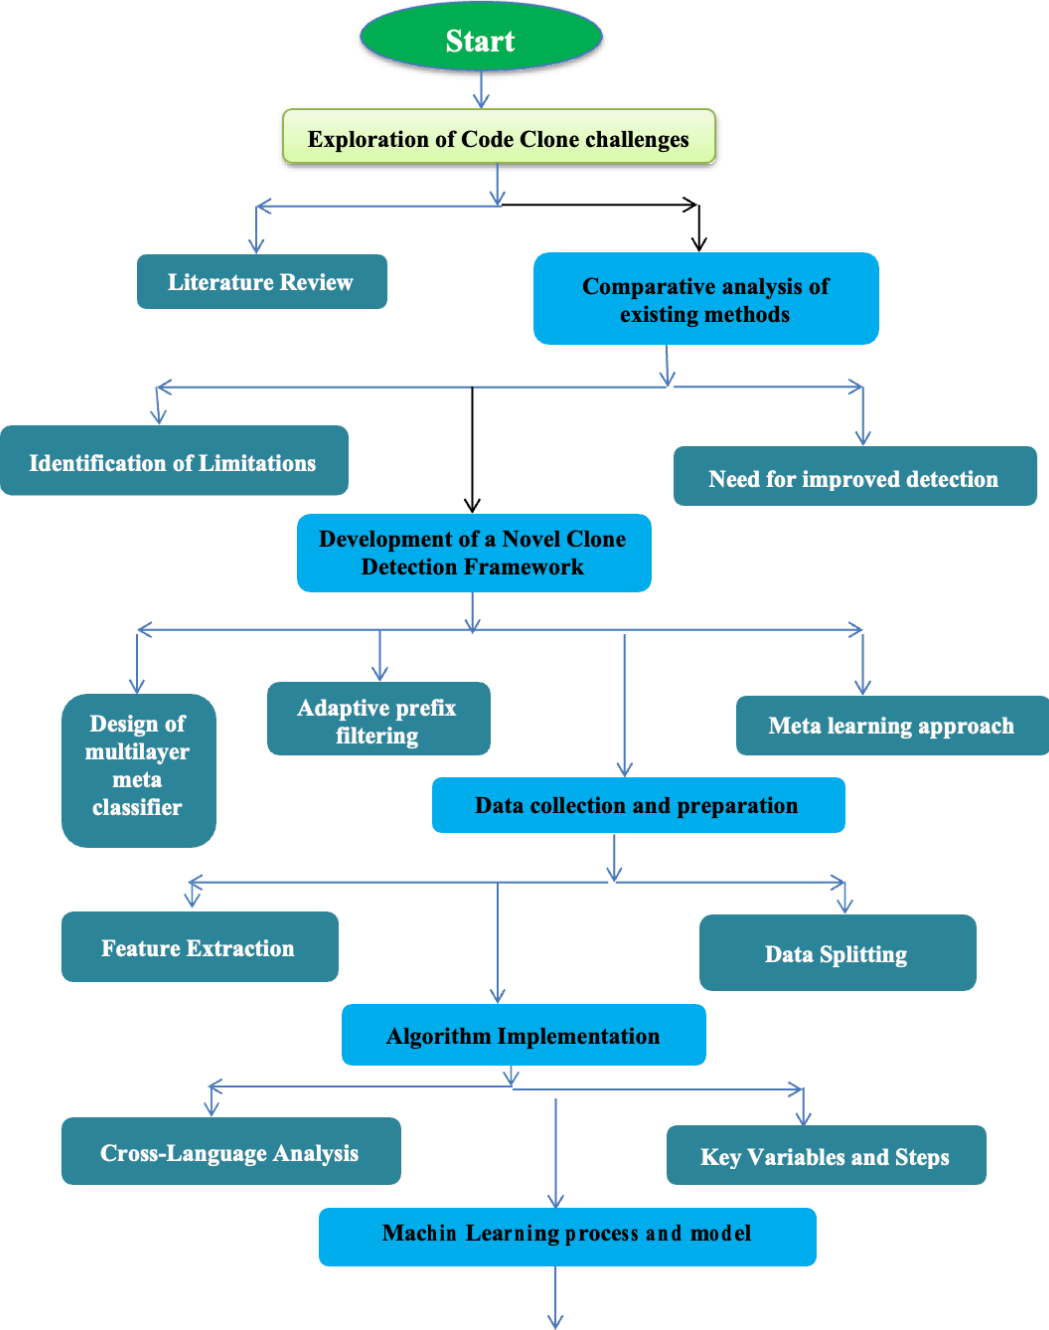 Start
Exploration of Code Clone challenges
Literature Review
Comparative analysis of
existing methods
Identification of Limitations
Need for improved detection
Development of a Novel Clone
Detection Framework
Design of
multilayer
meta
classifier
Adaptive prefix
filtering
Meta learning approach
Data collection and preparation
Feature Extraction
Data Splitting
Algorithm Implementation
Cross-Language Analysis
Key Variables and Steps
Machin Learning process and model